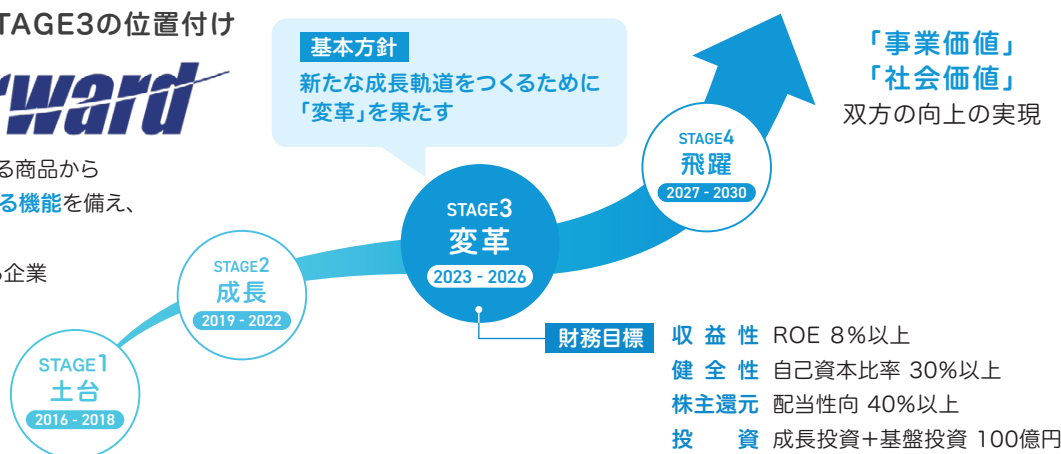 TAGE3の位置付け
rward
る商品から
る機能を備え、
企業
基本方針
新たな成長軌道をつくるために
「変革」を果たす
STAGE1
土台
2016 - 2018
STAGE2
成長
2019 - 2022
STAGE3
変革
2023 - 2026
STAGE4
飛躍
2027 - 2030
「事業価値」
「社会価値」
双方の向上の実現
財務目標
収益性 ROE 8%以上
健全性 自己資本比率 30%以上
株主還元 配当性向 40%以上
投資 成長投資+基盤投資 100億円